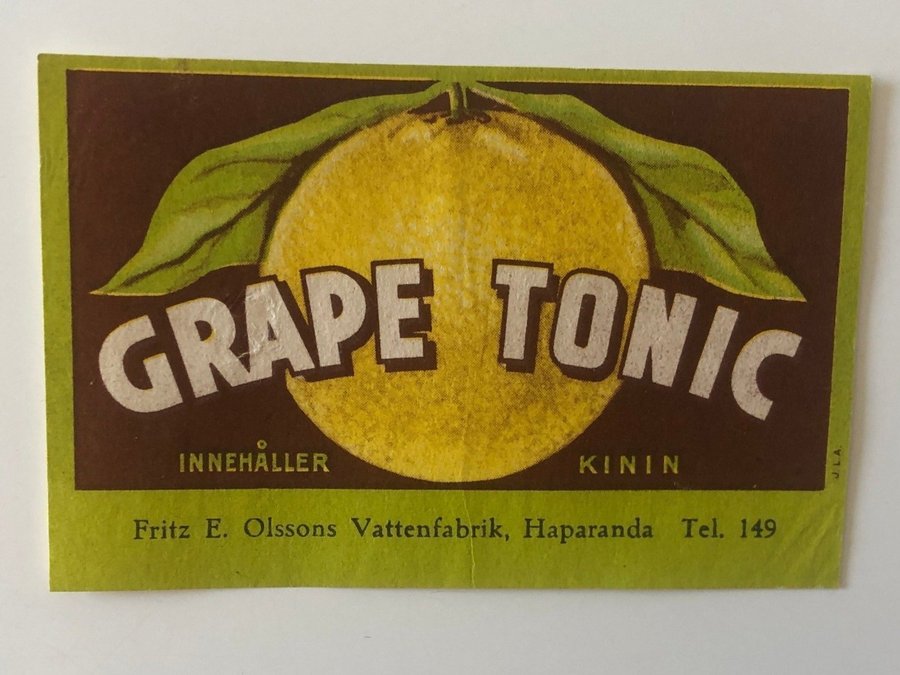 GRAPE TONIC
INNEHÅLLER KININ
J.L.A.
Fritz E. Olssons Vattenfabrik, Haparanda Tel. 149